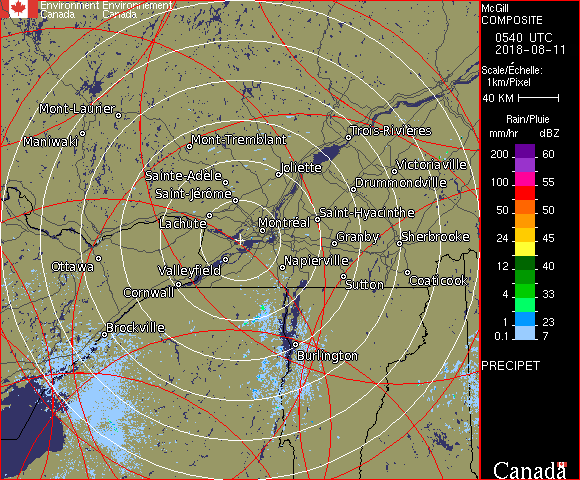 Environment Environnement
Canada Canada
McGill
COMPOSITE
0540 UTC
2018-08-11
Scale/Échelle:
1km/Pixel
40 KM
Rain/Pluie
mm/hr dBZ
200 60
100 55
50 50
24 45
12 40
4 33
1 23
0.1 7
PRECIPET
Canada
Mont-Laurier
Maniwaki
Mont-Tremblant
Trois-Rivières
Joliette
Victoriaville
Sainte-Adèle
Drummondville
Saint-Jérôme
Lachute
Saint-Hyacinthe
Montréal
Granby
Sherbrooke
Ottawa
Valleyfield
Napierville
Sutton
Coaticook
Cornwall
Brockville
Burlington